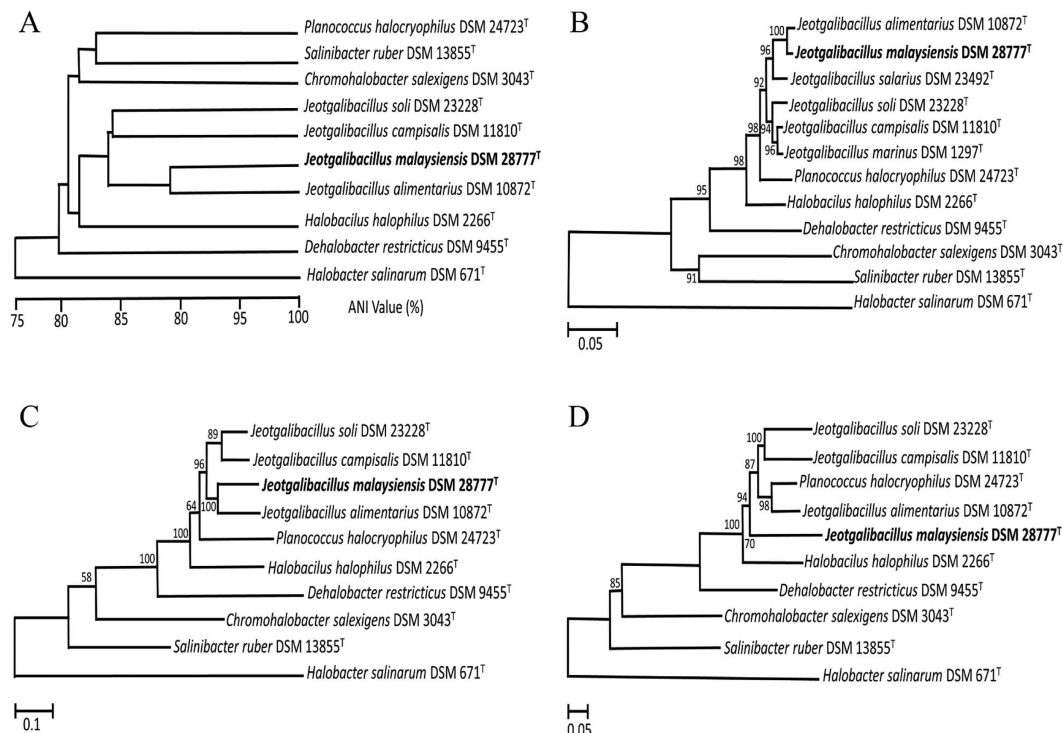 A
Planococcus halocryophilus DSM 24723ᵀ
Salinibacter ruber DSM 13855ᵀ
Chromohalobacter salexigens DSM 3043ᵀ
Jeotgalibacillus soli DSM 23228ᵀ
Jeotgalibacillus campisalis DSM 11810ᵀ
Jeotgalibacillus malaysiensis DSM 28777ᵀ
Jeotgalibacillus alimentarius DSM 10872ᵀ
Halobacilus halophilus DSM 2266ᵀ
Dehalobacter restricticus DSM 9455ᵀ
Halobacter salinarum DSM 671ᵀ
75 80 85 80 95 100 ANI Value (%)
B
Jeotgalibacillus alimentarius DSM 10872ᵀ
100
Jeotgalibacillus malaysiensis DSM 28777ᵀ
96
Jeotgalibacillus salarius DSM 23492ᵀ
92
Jeotgalibacillus soli DSM 23228ᵀ
98 94 Jeotgalibacillus campisalis DSM 11810ᵀ
96 Jeotgalibacillus marinus DSM 1297ᵀ
98
Planococcus halocryophilus DSM 24723ᵀ
95
Halobacilus halophilus DSM 2266ᵀ
Dehalobacter restricticus DSM 9455ᵀ
Chromohalobacter salexigens DSM 3043ᵀ
91 Salinibacter ruber DSM 13855ᵀ
Halobacter salinarum DSM 671ᵀ
0.05
C
Jeotgalibacillus soli DSM 23228ᵀ
89
Jeotgalibacillus campisalis DSM 11810ᵀ
96
Jeotgalibacillus malaysiensis DSM 28777ᵀ
64 100
Jeotgalibacillus alimentarius DSM 10872ᵀ
100
Planococcus halocryophilus DSM 24723ᵀ
100
Halobacilus halophilus DSM 2266ᵀ
58
Dehalobacter restricticus DSM 9455ᵀ
Chromohalobacter salexigens DSM 3043ᵀ
Salinibacter ruber DSM 13855ᵀ
Halobacter salinarum DSM 671ᵀ
0.1
D
Jeotgalibacillus soli DSM 23228ᵀ
100
Jeotgalibacillus campisalis DSM 11810ᵀ
87
Planococcus halocryophilus DSM 24723ᵀ
94 98
Jeotgalibacillus alimentarius DSM 10872ᵀ
100
Jeotgalibacillus malaysiensis DSM 28777ᵀ
70
Halobacilus halophilus DSM 2266ᵀ
85
Dehalobacter restricticus DSM 9455ᵀ
Chromohalobacter salexigens DSM 3043ᵀ
Salinibacter ruber DSM 13855ᵀ
Halobacter salinarum DSM 671ᵀ
0.05